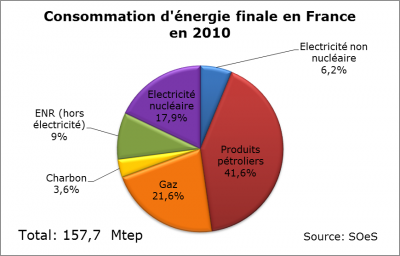 Consommation d'énergie finale en France
en 2010
Electricité non
nucléaire
6,2%
Electricité
nucléaire
17,9%
ENR (hors
électricité)
9%
Produits
pétroliers
41,6%
Charbon
3,6%
Gaz
21,6%
Total: 157,7 Mtep
Source: SOeS